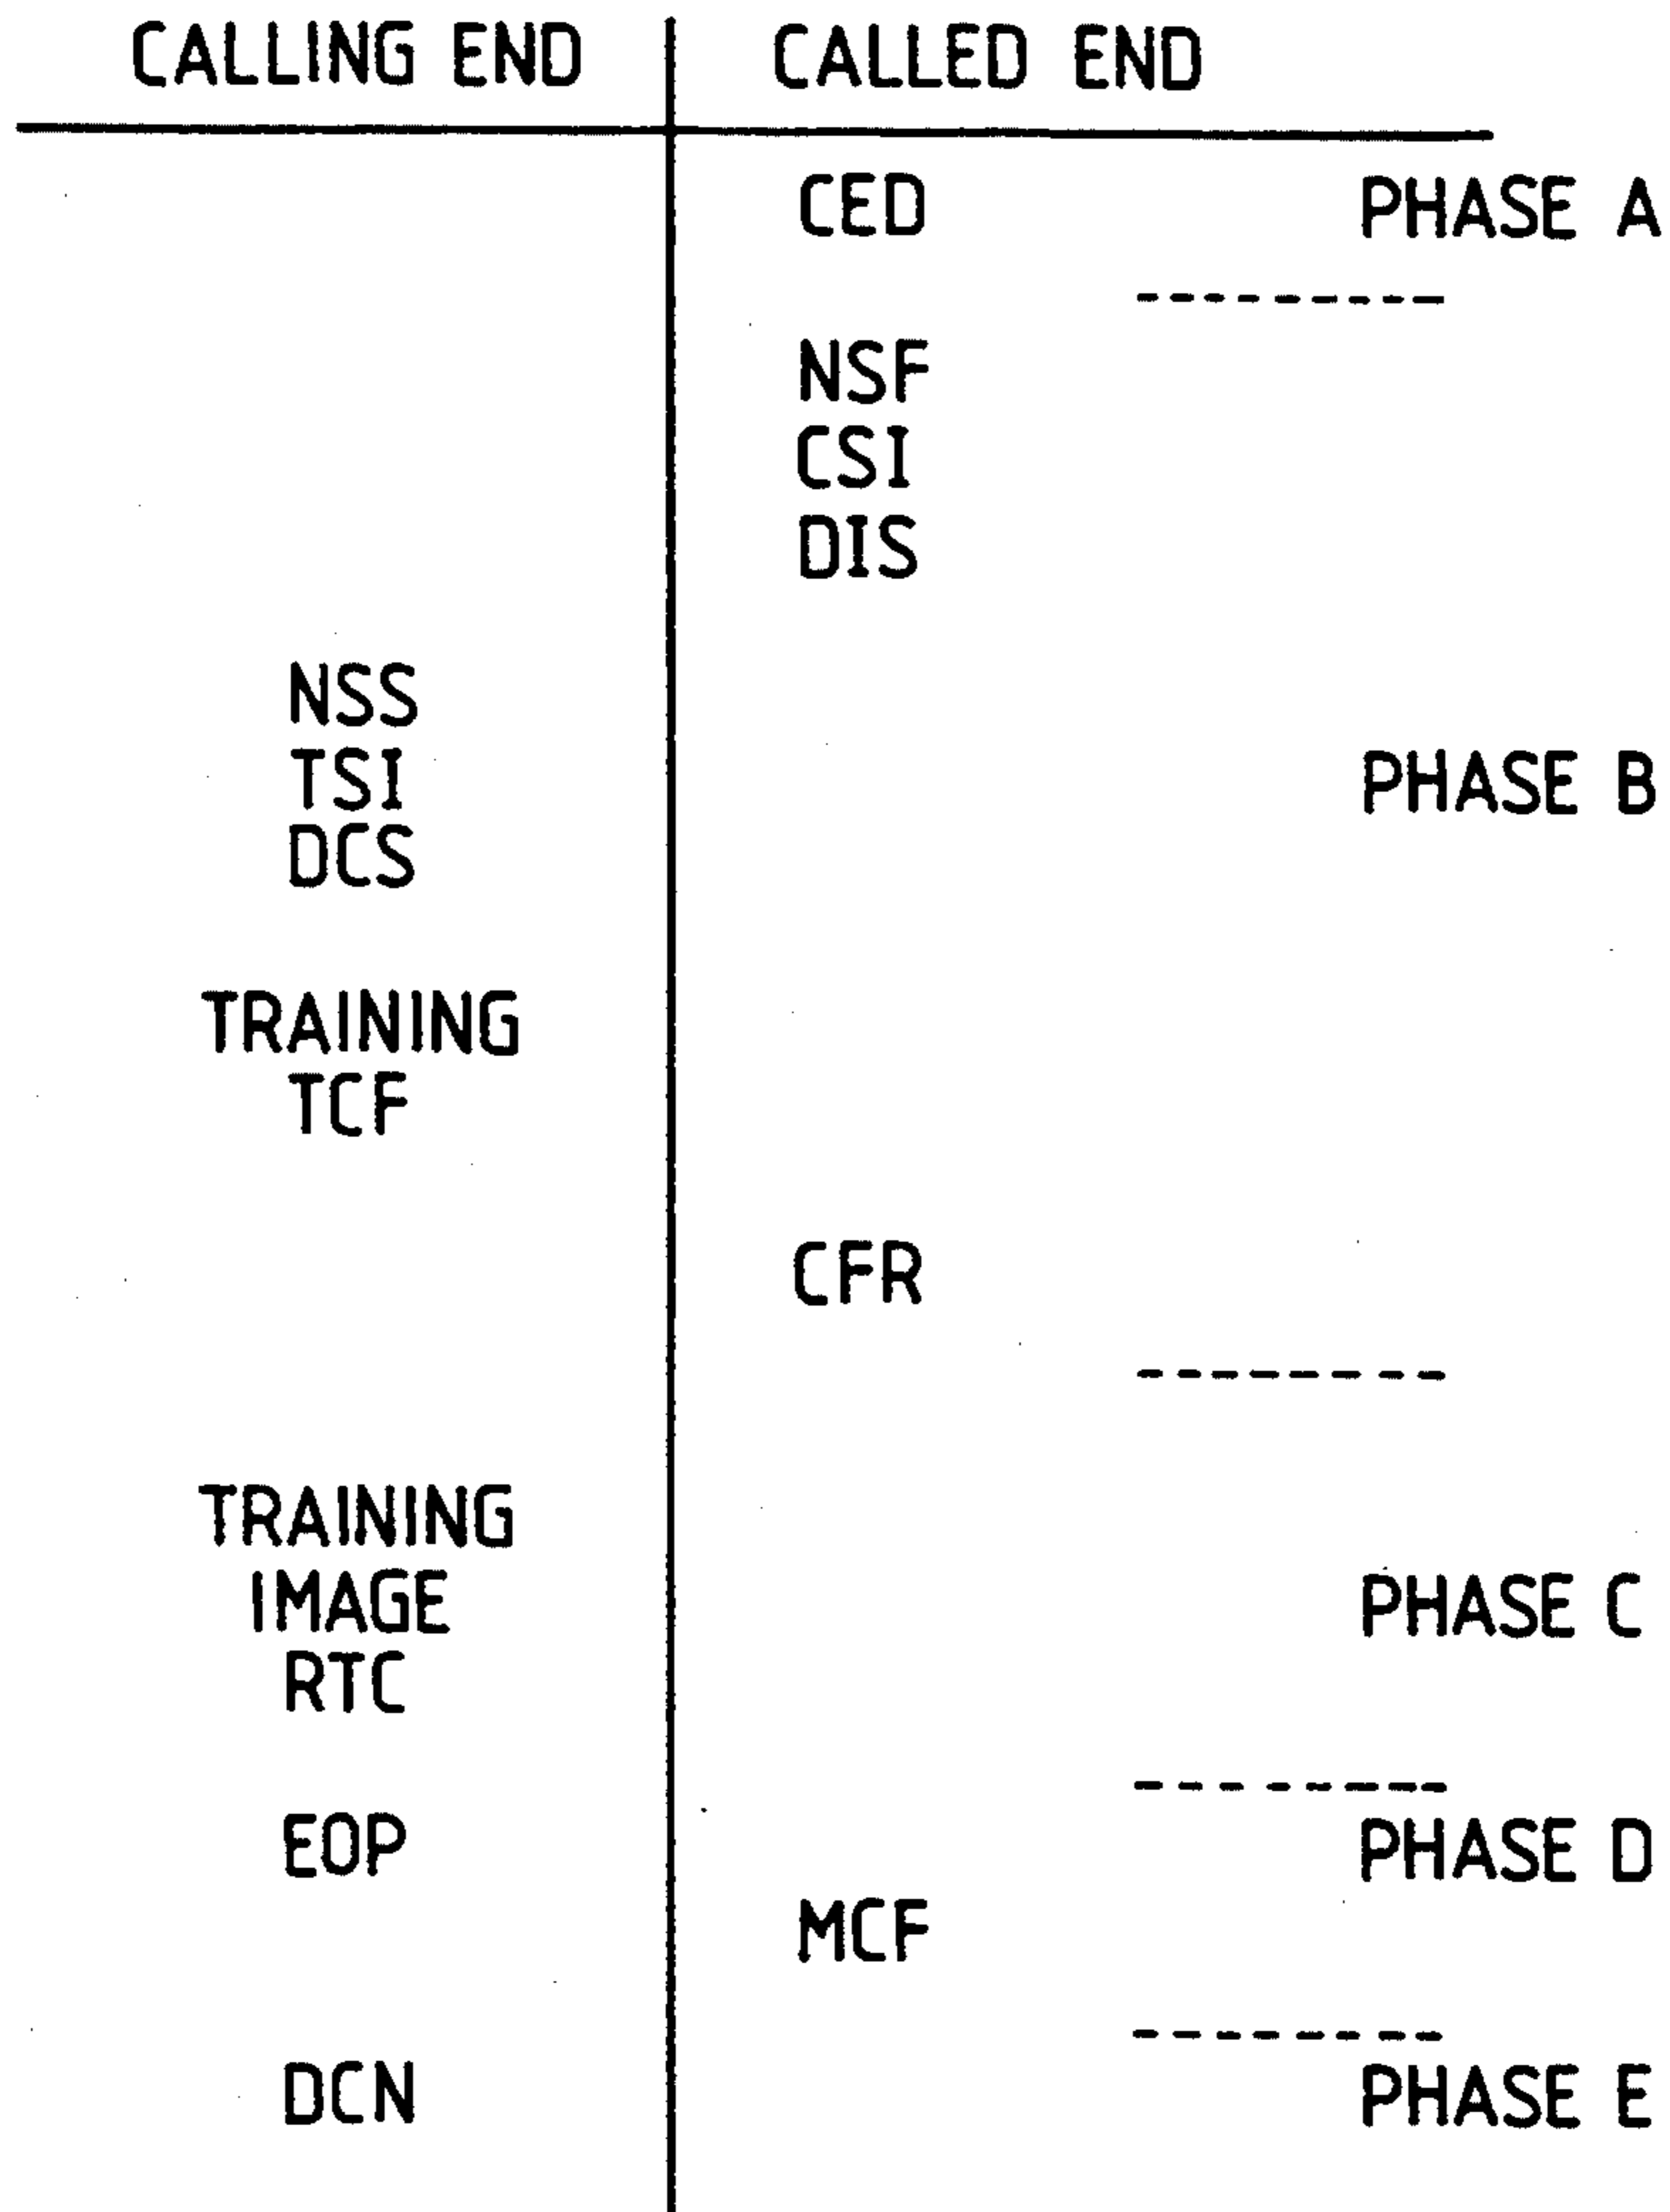 CALLING END CALLED END
CED PHASE A
NSF
CSI
DIS
NSS
TSI PHASE B
DCS
TRAINING
TCF
CFR
TRAINING
IMAGE PHASE C
RTC
EOP PHASE D
MCF
DCN PHASE E